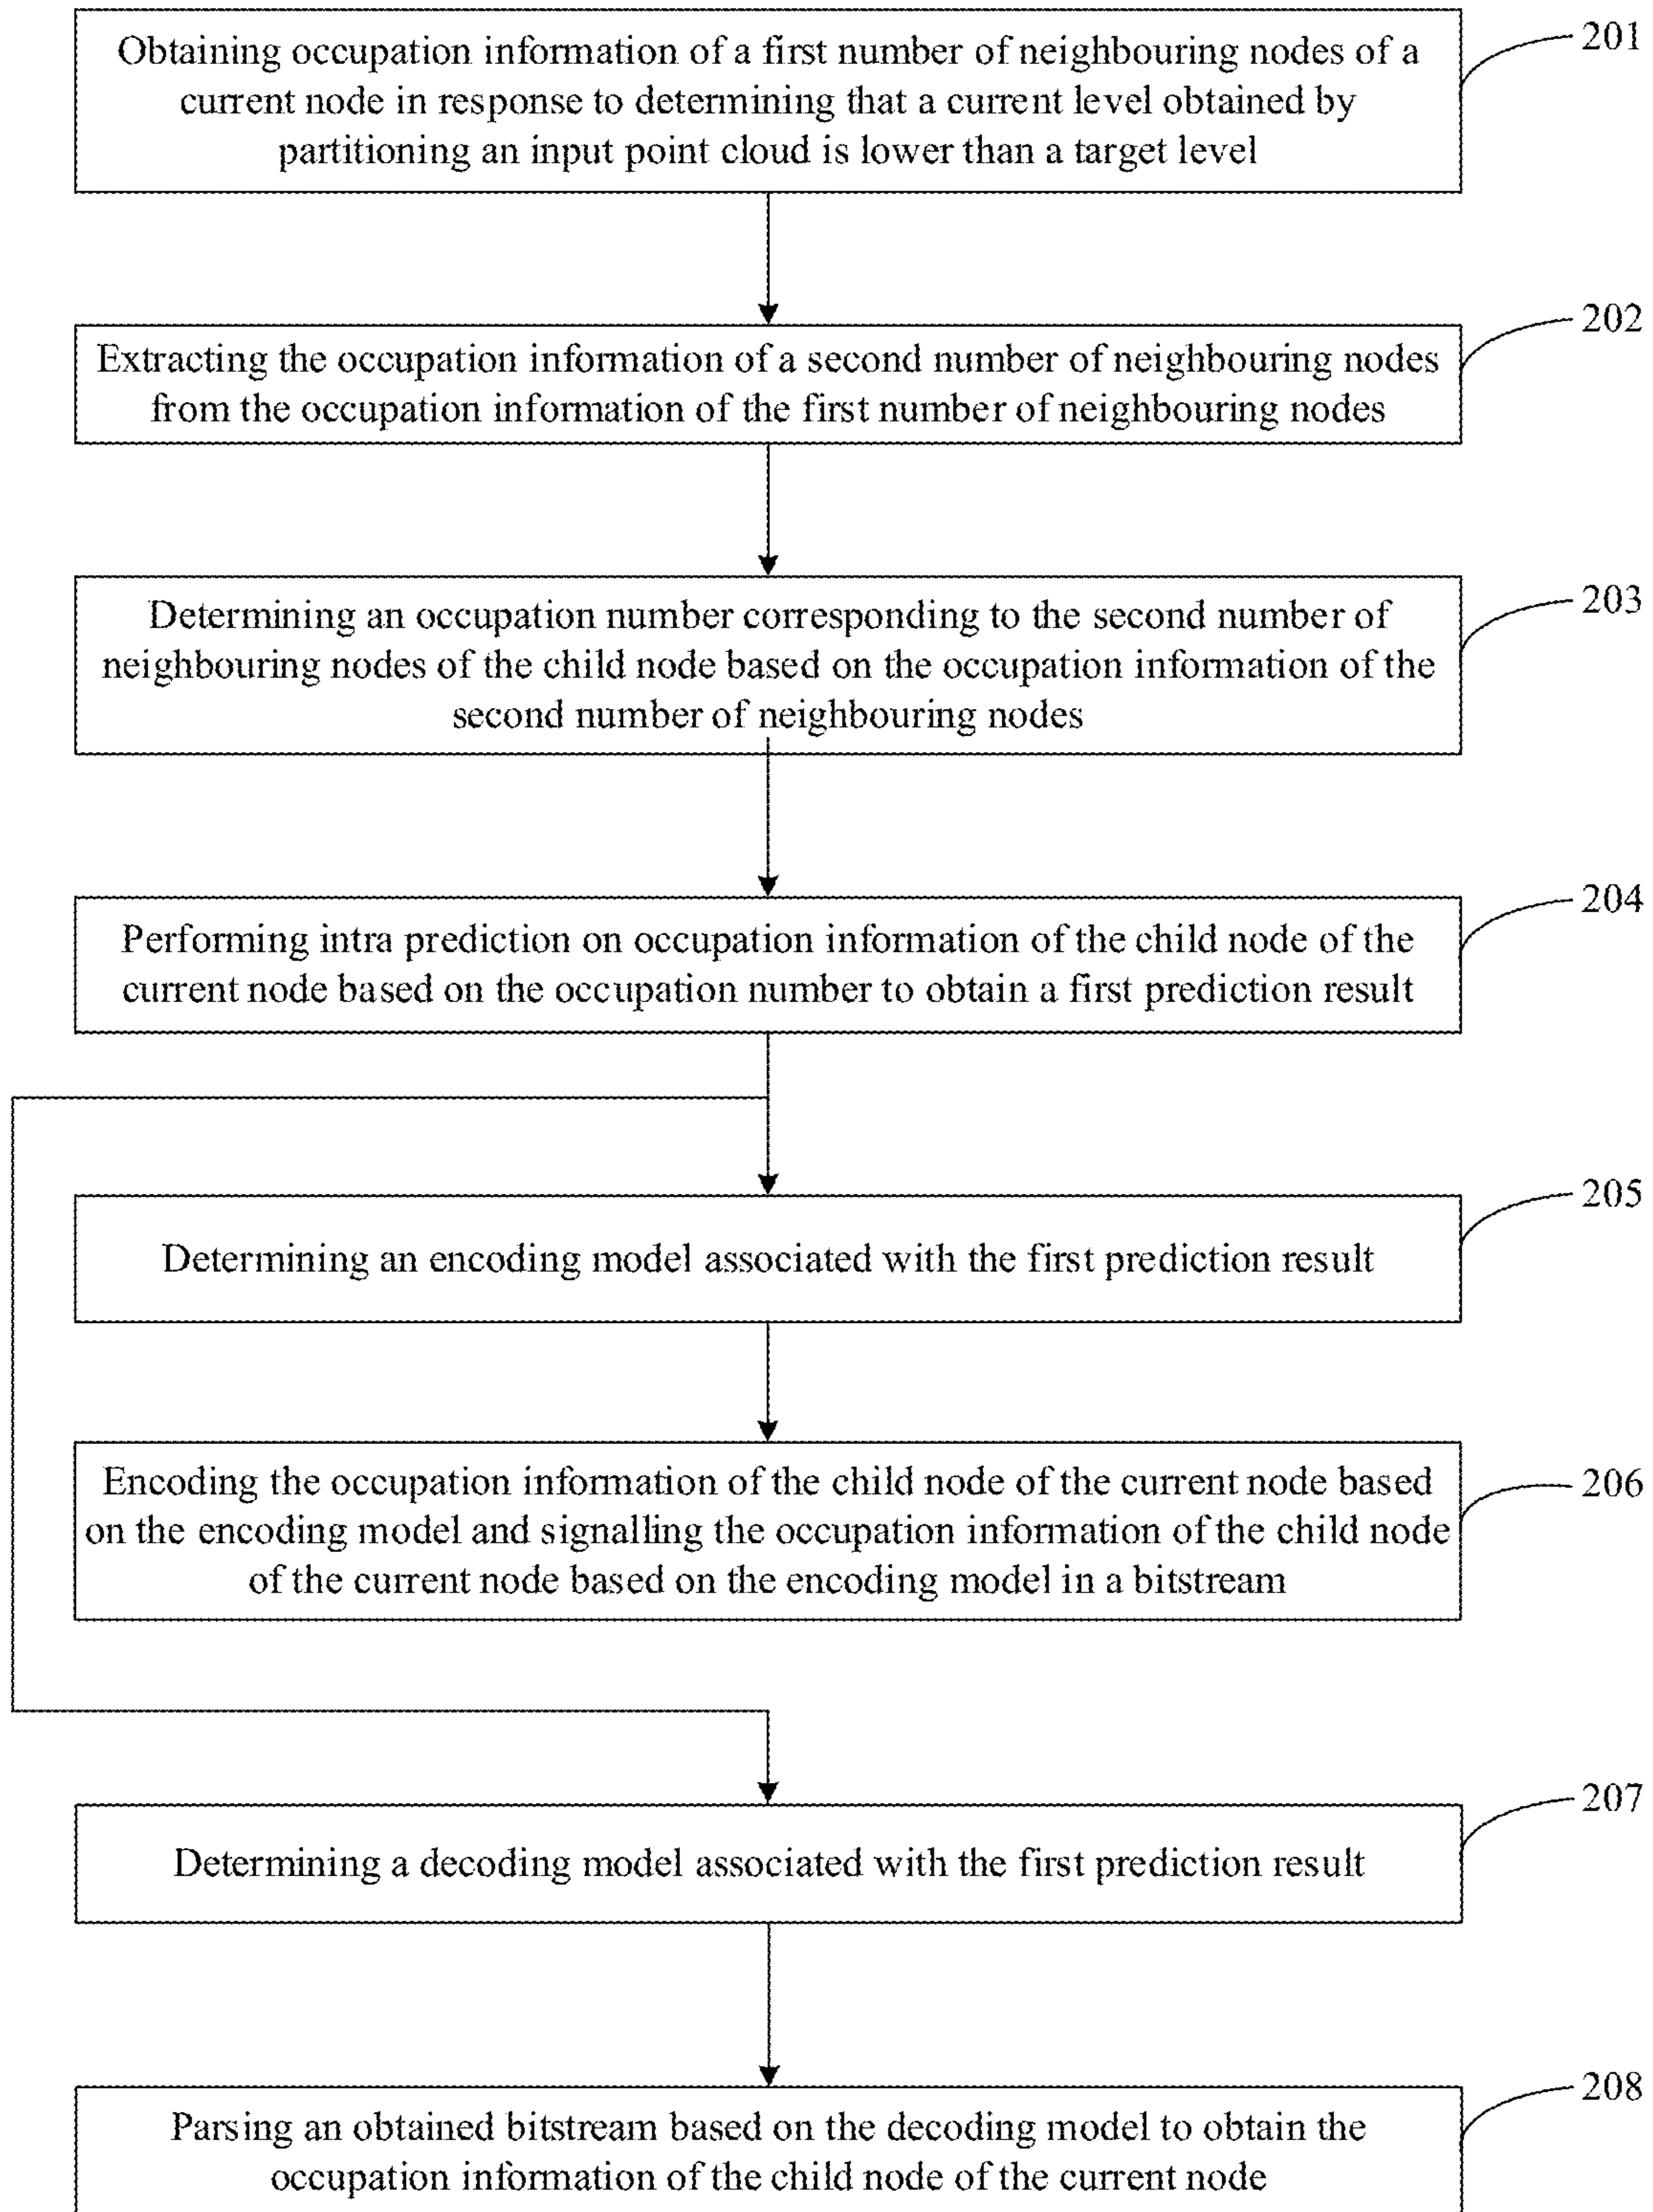 Obtaining occupation information of a first number of neighbouring nodes of a
current node in response to determining that a current level obtained by
partitioning an input point cloud is lower than a target level
201
Extracting the occupation information of a second number of neighbouring nodes
from the occupation information of the first number of neighbouring nodes
202
Determining an occupation number corresponding to the second number of
neighbouring nodes of the child node based on the occupation information of the
second number of neighbouring nodes
203
Performing intra prediction on occupation information of the child node of the
current node based on the occupation number to obtain a first prediction result
204
Determining an encoding model associated with the first prediction result
205
Encoding the occupation information of the child node of the current node based
on the encoding model and signalling the occupation information of the child node
of the current node based on the encoding model in a bitstream
206
Determining a decoding model associated with the first prediction result
207
Parsing an obtained bitstream based on the decoding model to obtain the
occupation information of the child node of the current node
208